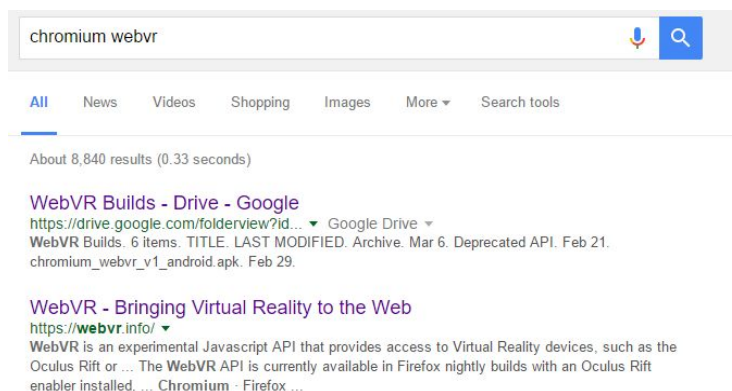 chromium webvr
All News Videos Shopping Images More Search tools
About 8,840 results (0.33 seconds)
WebVR Builds - Drive - Google
https://drive.google.com/folderview?id... Google Drive
WebVR Builds. 6 items. TITLE. LAST MODIFIED. Archive. Mar 6. Deprecated API. Feb 21.
chromium_webvr_v1_android.apk. Feb 29.
WebVR - Bringing Virtual Reality to the Web
https://webvr.info/
WebVR is an experimental Javascript API that provides access to Virtual Reality devices, such as the
Oculus Rift or ... The WebVR API is currently available in Firefox nightly builds with an Oculus Rift
enabler installed. ... Chromium · Firefox ...